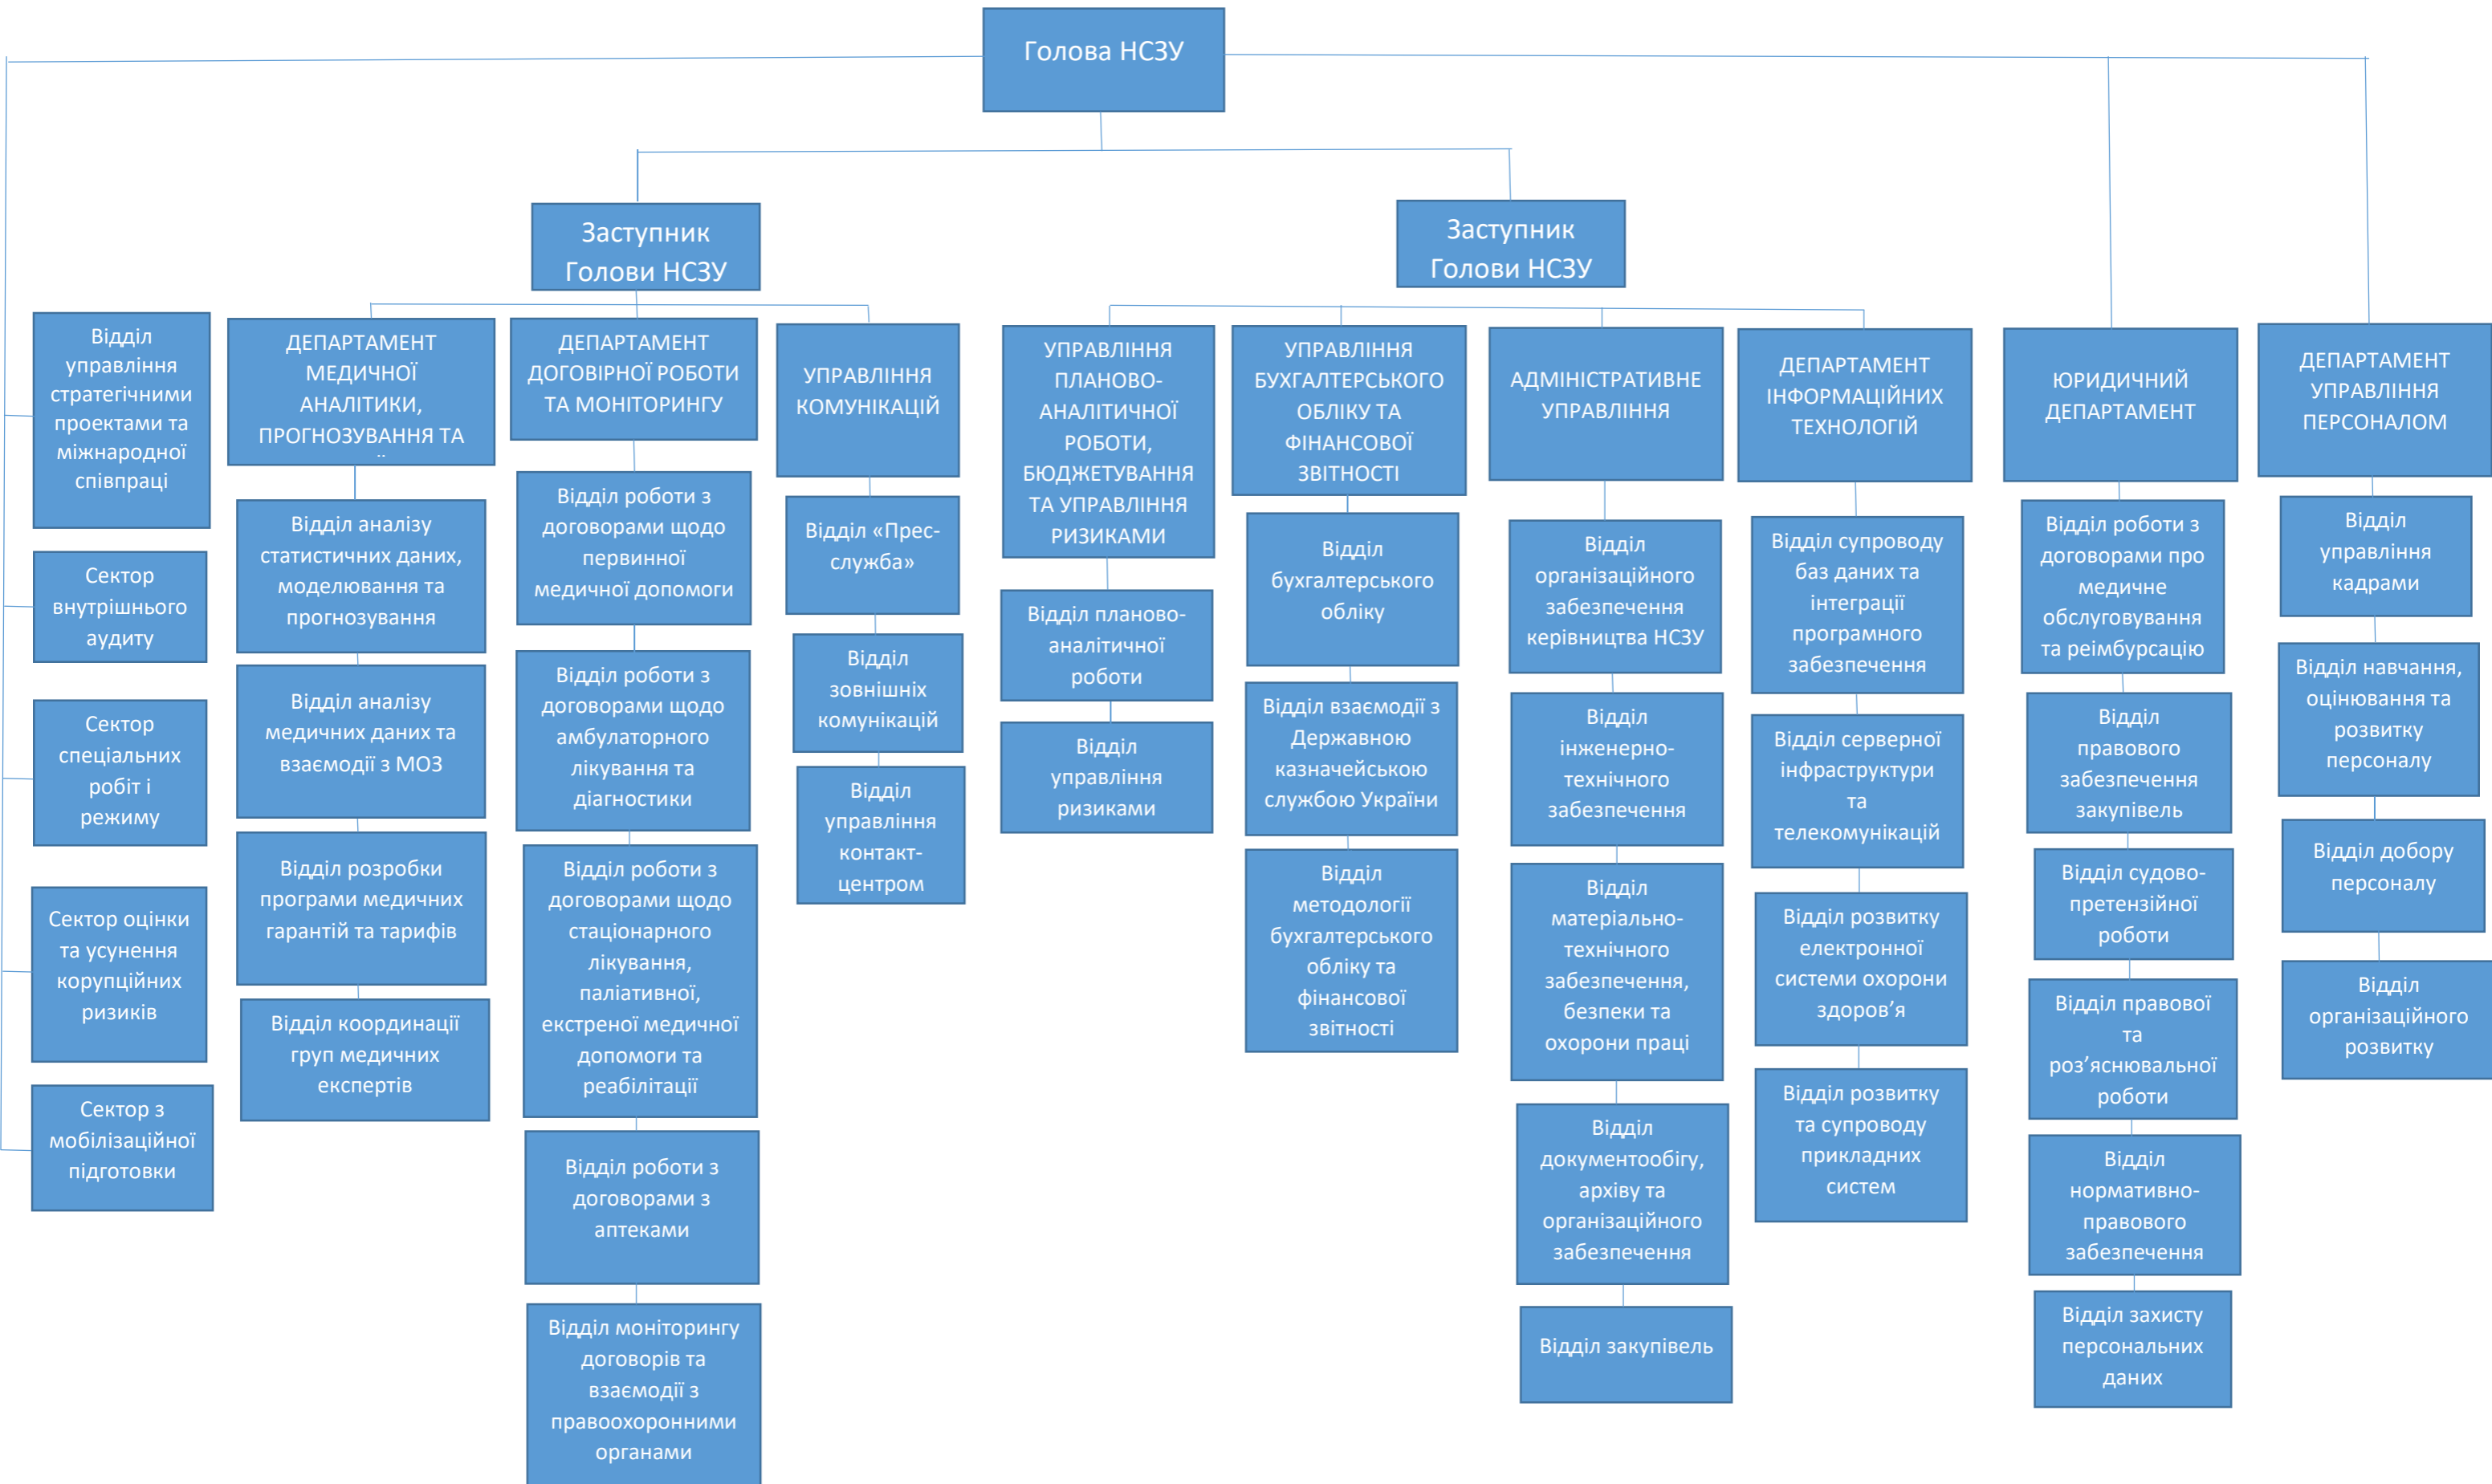 Голова НСЗУ
Заступник
Голови НСЗУ
Заступник
Голови НСЗУ
Відділ
управління
стратегічними
проектами та
міжнародної
співпраці
Сектор
внутрішнього
аудиту
Сектор
спеціальних
робіт і
режиму
Сектор оцінки
та усунення
корупційних
ризиків
Сектор з
мобілізаційної
підготовки
ДЕПАРТАМЕНТ
МЕДИЧНОЇ
АНАЛІТИКИ,
ПРОГНОЗУВАННЯ ТА
Відділ аналізу
статистичних даних,
моделювання та
прогнозування
Відділ аналізу
медичних даних та
взаємодії з МОЗ
Відділ розробки
програми медичних
гарантій та тарифів
Відділ координації
груп медичних
експертів
ДЕПАРТАМЕНТ
ДОГОВІРНОЇ РОБОТИ
ТА МОНІТОРИНГУ
Відділ роботи з
договорами щодо
первинної
медичної допомоги
Відділ роботи з
договорами щодо
амбулаторного
лікування та
діагностики
Відділ роботи з
договорами щодо
стаціонарного
лікування,
паліативної,
екстреної медичної
допомоги та
реабілітації
Відділ роботи з
договорами з
аптеками
Відділ моніторингу
договорів та
взаємодії з
правоохоронними
органами
УПРАВЛІННЯ
КОМУНІКАЦІЙ
Відділ «Прес-
служба»
Відділ
зовнішніх
комунікацій
Відділ
управління
контакт-
центром
УПРАВЛІННЯ
ПЛАНОВО-
АНАЛІТИЧНОЇ
РОБОТИ,
БЮДЖЕТУВАННЯ
ТА УПРАВЛІННЯ
РИЗИКАМИ
Відділ планово-
аналітичної
роботи
Відділ
управління
ризиками
УПРАВЛІННЯ
БУХГАЛТЕРСЬКОГО
ОБЛІКУ ТА
ФІНАНСОВОЇ
ЗВІТНОСТІ
Відділ
бухгалтерського
обліку
Відділ взаємодії з
Державною
казначейською
службою України
Відділ
методології
бухгалтерського
обліку та
фінансової
звітності
АДМІНІСТРАТИВНЕ
УПРАВЛІННЯ
Відділ
організаційного
забезпечення
керівництва НСЗУ
Відділ
інженерно-
технічного
забезпечення
Відділ
матеріально-
технічного
забезпечення,
безпеки та
охорони праці
Відділ
документообігу,
архіву та
організаційного
забезпечення
Відділ закупівель
ДЕПАРТАМЕНТ
ІНФОРМАЦІЙНИХ
ТЕХНОЛОГІЙ
Відділ супроводу
баз даних та
інтеграції
програмного
забезпечення
Відділ серверної
інфраструктури
та
телекомунікацій
Відділ розвитку
електронної
системи охорони
здоров’я
Відділ розвитку
та супроводу
прикладних
систем
ЮРИДИЧНИЙ
ДЕПАРТАМЕНТ
Відділ роботи з
договорами про
медичне
обслуговування
та реімбурсацію
Відділ
правового
забезпечення
закупівель
Відділ судово-
претензійної
роботи
Відділ правової
та
роз’яснювальної
роботи
Відділ
нормативно-
правового
забезпечення
Відділ захисту
персональних
даних
ДЕПАРТАМЕНТ
УПРАВЛІННЯ
ПЕРСОНАЛОМ
Відділ
управління
кадрами
Відділ навчання,
оцінювання та
розвитку
персоналу
Відділ добору
персоналу
Відділ
організаційного
розвитку